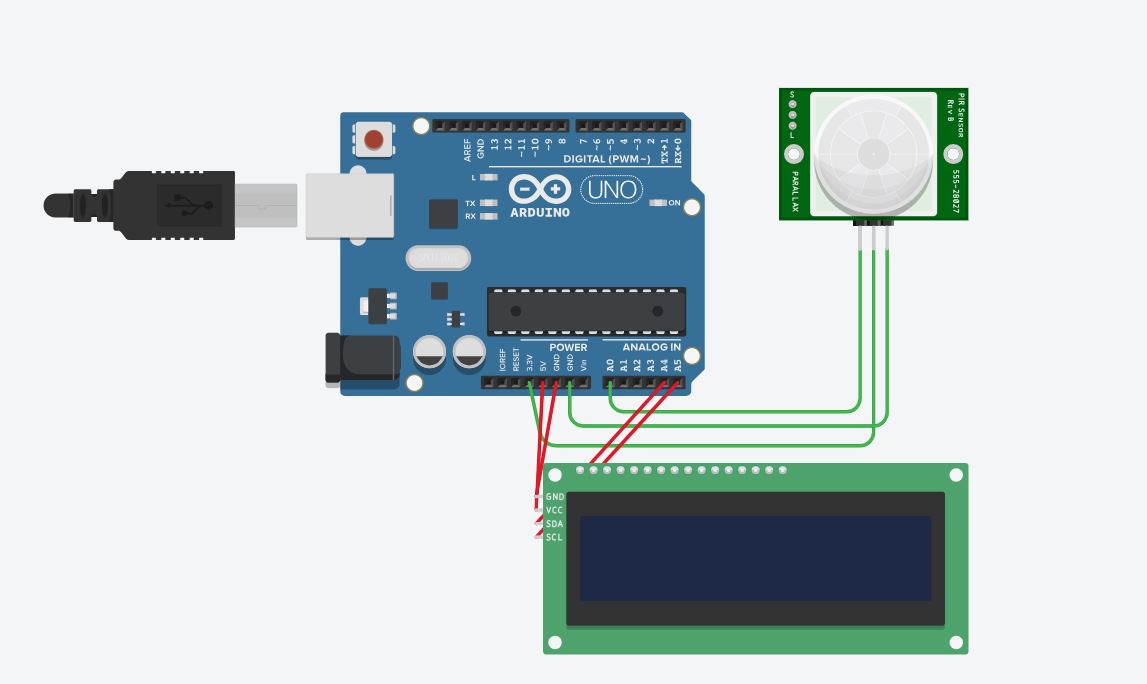 S
L
PARALLAX
PIR SENSOR
REV B
555-28027
AREF
GND
13
12
~11
~10
~9
8
7
~6
~5
4
~3
2
TX→1
RX←0
DIGITAL (PWM~)
L
TX
RX
ON
UNO
ARDUINO
POWER
ANALOG IN
IOREF
RESET
3.3V
5V
GND
GND
Vin
A0
A1
A2
A3
A4
A5
GND
VCC
SDA
SCL